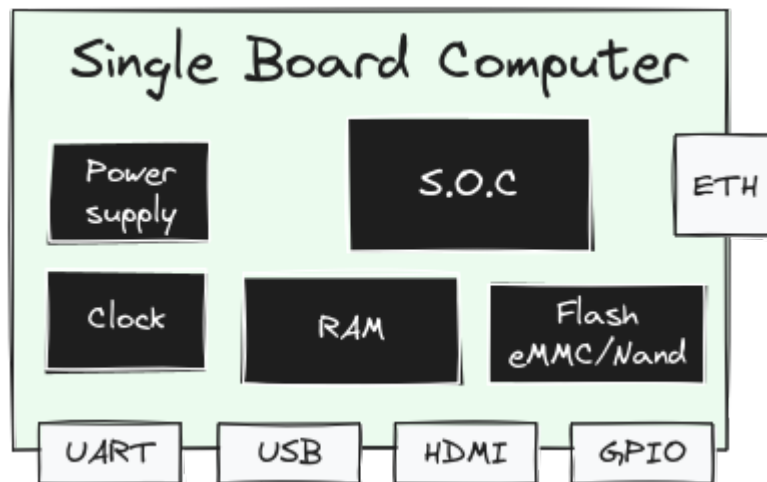 Single Board Computer
Power
supply
S.O.C
ETH
Clock
RAM
Flash
eMMC/Nand
UART
USB
HDMI
GPIO